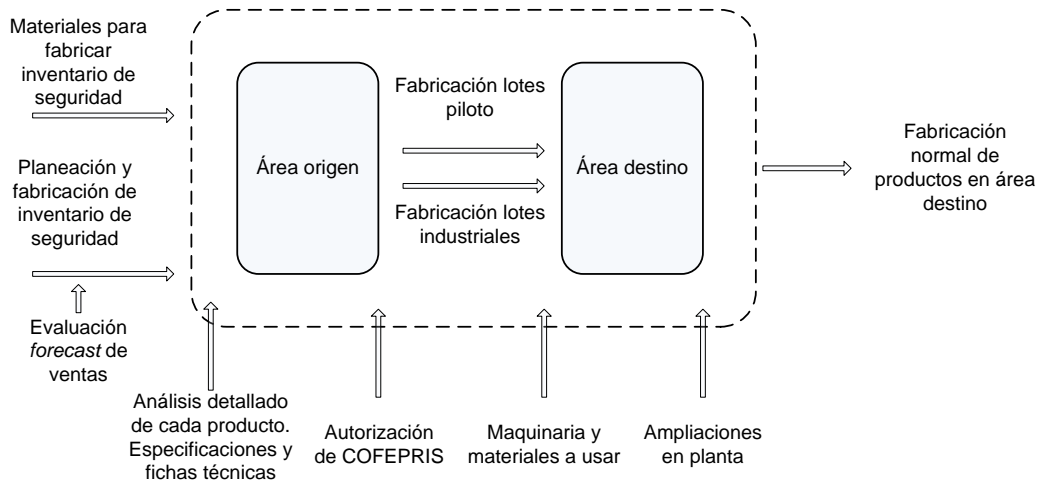 Materiales para
fabricar
inventario de
seguridad
Planeación y
fabricación de
inventario de
seguridad
Evaluación
forecast de
ventas
Área origen
Fabricación lotes
piloto
Fabricación lotes
industriales
Área destino
Fabricación
normal de
productos en área
destino
Análisis detallado
de cada producto.
Especificaciones y
fichas técnicas
Autorización
de COFEPRIS
Maquinaria y
materiales a usar
Ampliaciones
en planta